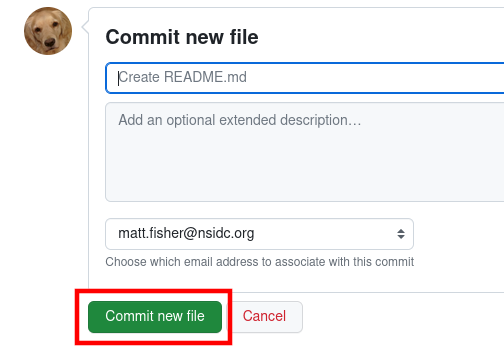 Commit new file
Create README.md
Add an optional extended description…
matt.fisher@nsidc.org
Choose which email address to associate with this commit
Commit new file Cancel